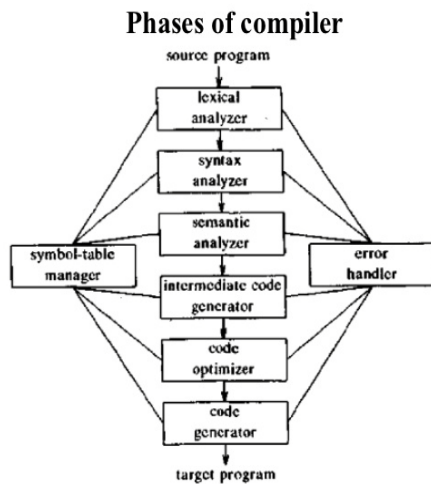 Phases of compiler
source program
lexical
analyzer
syntax
analyzer
semantic
analyzer
symbol-table
manager
error
handler
intermediate code
generator
code
optimizer
code
generator
target program